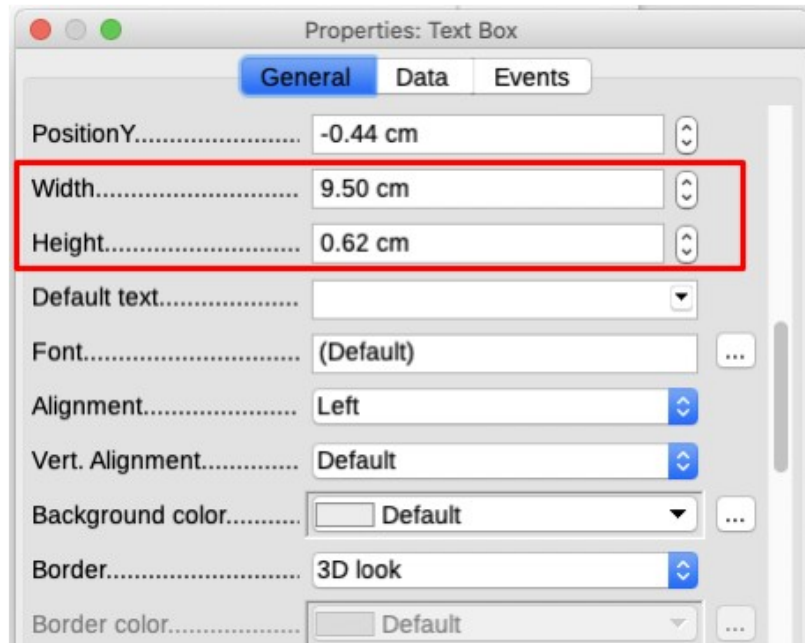 Properties: Text Box
General Data Events
PositionY........................ -0.44 cm
Width............................. 9.50 cm
Height........................... 0.62 cm
Default text....................
Font.............................. (Default) ...
Alignment...................... Left
Vert. Alignment.............. Default
Background color........... Default ...
Border............................ 3D look
Border color................... Default ...